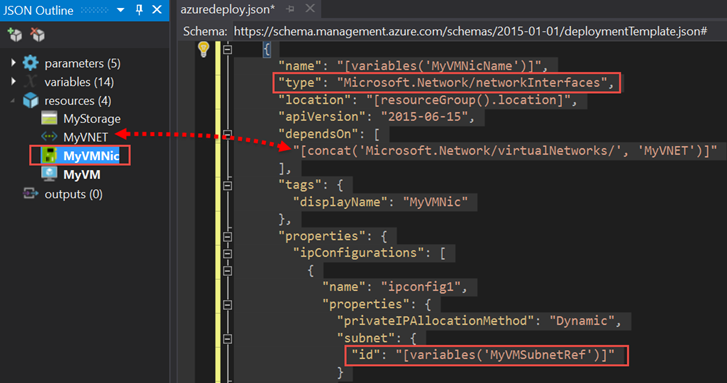 JSON Outline
parameters (5)
variables (14)
resources (4)
MyStorage
MyVNET
MyVMNic
MyVM
outputs (0)
azuredeploy.json*
Schema: https://schema.management.azure.com/schemas/2015-01-01/deploymentTemplate.json#
{
"name": "[variables('MyVMNicName')]",
"type": "Microsoft.Network/networkInterfaces",
"location": "[resourceGroup().location]",
"apiVersion": "2015-06-15",
"dependsOn": [
"[concat('Microsoft.Network/virtualNetworks/', 'MyVNET')]"
],
"tags": {
"displayName": "MyVMNic"
},
"properties": {
"ipConfigurations": [
{
"name": "ipconfig1",
"properties": {
"privateIPAllocationMethod": "Dynamic",
"subnet": {
"id": "[variables('MyVMSubnetRef')]"
}